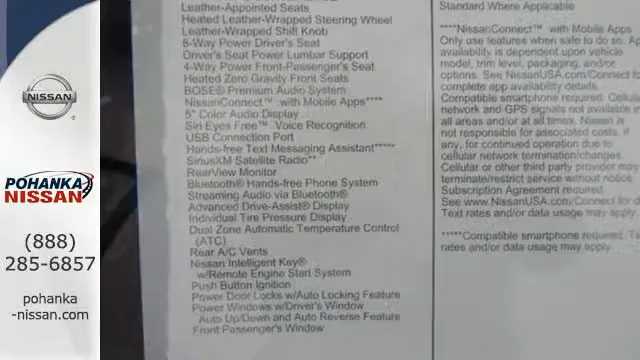 NISSAN
POHANKA
NISSAN
(888)
285-6857
pohanka
-nissan.com
Leather-Appointed Seats
Heated Leather-Wrapped Steering Wheel
Leather-Wrapped Shift Knob
8-Way Power Driver's Seat
Driver's Seat Power Lumbar Support
4-Way Power Front-Passenger's Seat
Heated Zero Gravity Front Seats
BOSE® Premium Audio System
NissanConnect™ with Mobile Apps****
5" Color Audio Display
Siri Eyes Free™ Voice Recognition
USB Connection Port
Hands-free Text Messaging Assistant*****
SiriusXM Satellite Radio**
RearView Monitor
Bluetooth® Hands-free Phone System
Streaming Audio via Bluetooth®
Advanced Drive-Assist® Display
Individual Tire Pressure Display
Dual Zone Automatic Temperature Control
(ATC)
Rear A/C Vents
Nissan Intelligent Key®
w/Remote Engine Start System
Push Button Ignition
Power Door Locks w/Auto Locking Feature
Power Windows w/Driver's Window
Auto Up/Down and Auto Reverse Feature
Front Passenger's Window
Standard Where Applicable
****NissanConnect™ with Mobile Apps
Only use features when safe to do so. Ap
availability is dependent upon vehicle
model, trim level, packaging, and/or
options. See NissanUSA.com/Connect fo
complete app availability details.
Compatible smartphone required. Cellula
network and GPS signals not available in
all areas and/or at all times. Nissan is
not responsible for associated costs, if
any, for continued operation due to
cellular network termination/changes.
Cellular or other third party provider may
terminate/restrict service without notice.
Subscription Agreement required.
See www.NissanUSA.com/Connect for d
Text rates and/or data usage may apply.
*****Compatible smartphone required. Te
rates and/or data usage may apply.